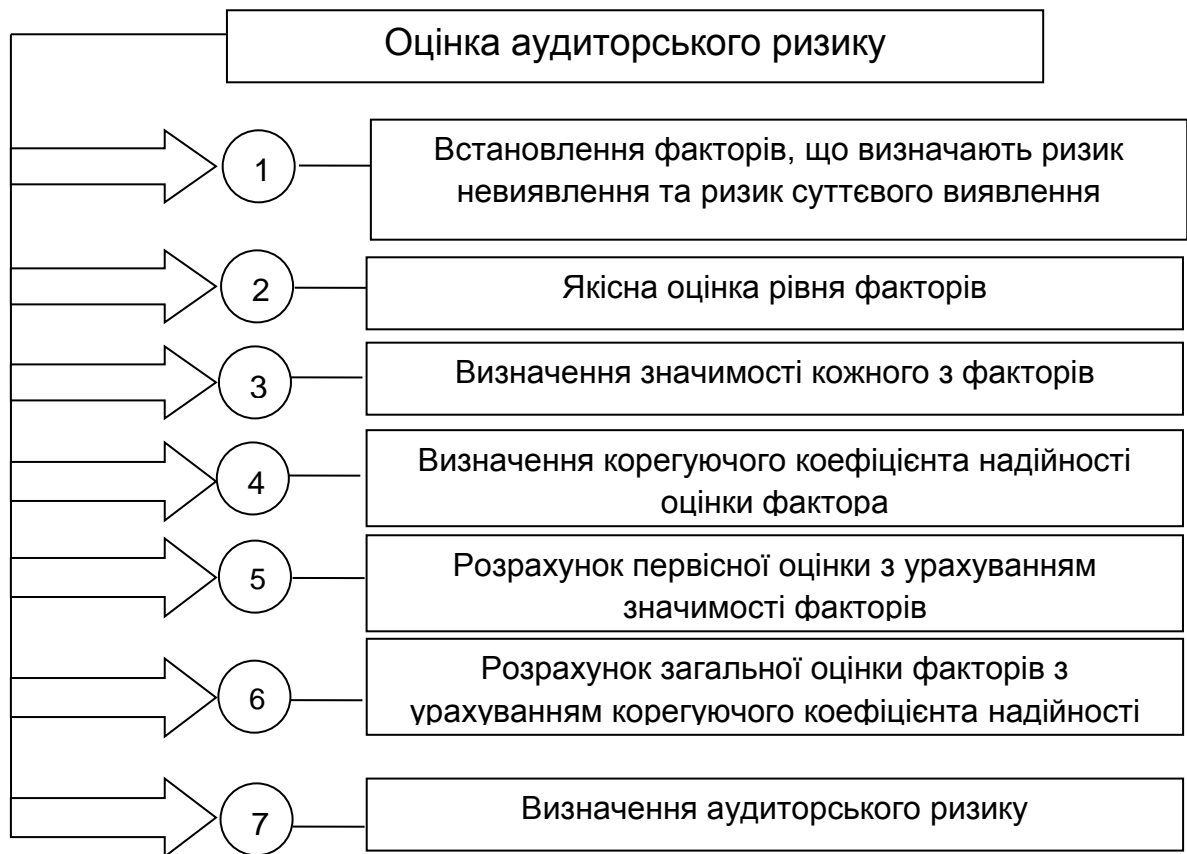 Оцінка аудиторського ризику
1
Встановлення факторів, що визначають ризик
невиявлення та ризик суттєвого виявлення
2
Якісна оцінка рівня факторів
3
Визначення значимості кожного з факторів
4
Визначення корегуючого коефіцієнта надійності
оцінки фактора
5
Розрахунок первісної оцінки з урахуванням
значимості факторів
6
Розрахунок загальної оцінки факторів з
урахуванням корегуючого коефіцієнта надійності
7
Визначення аудиторського ризику